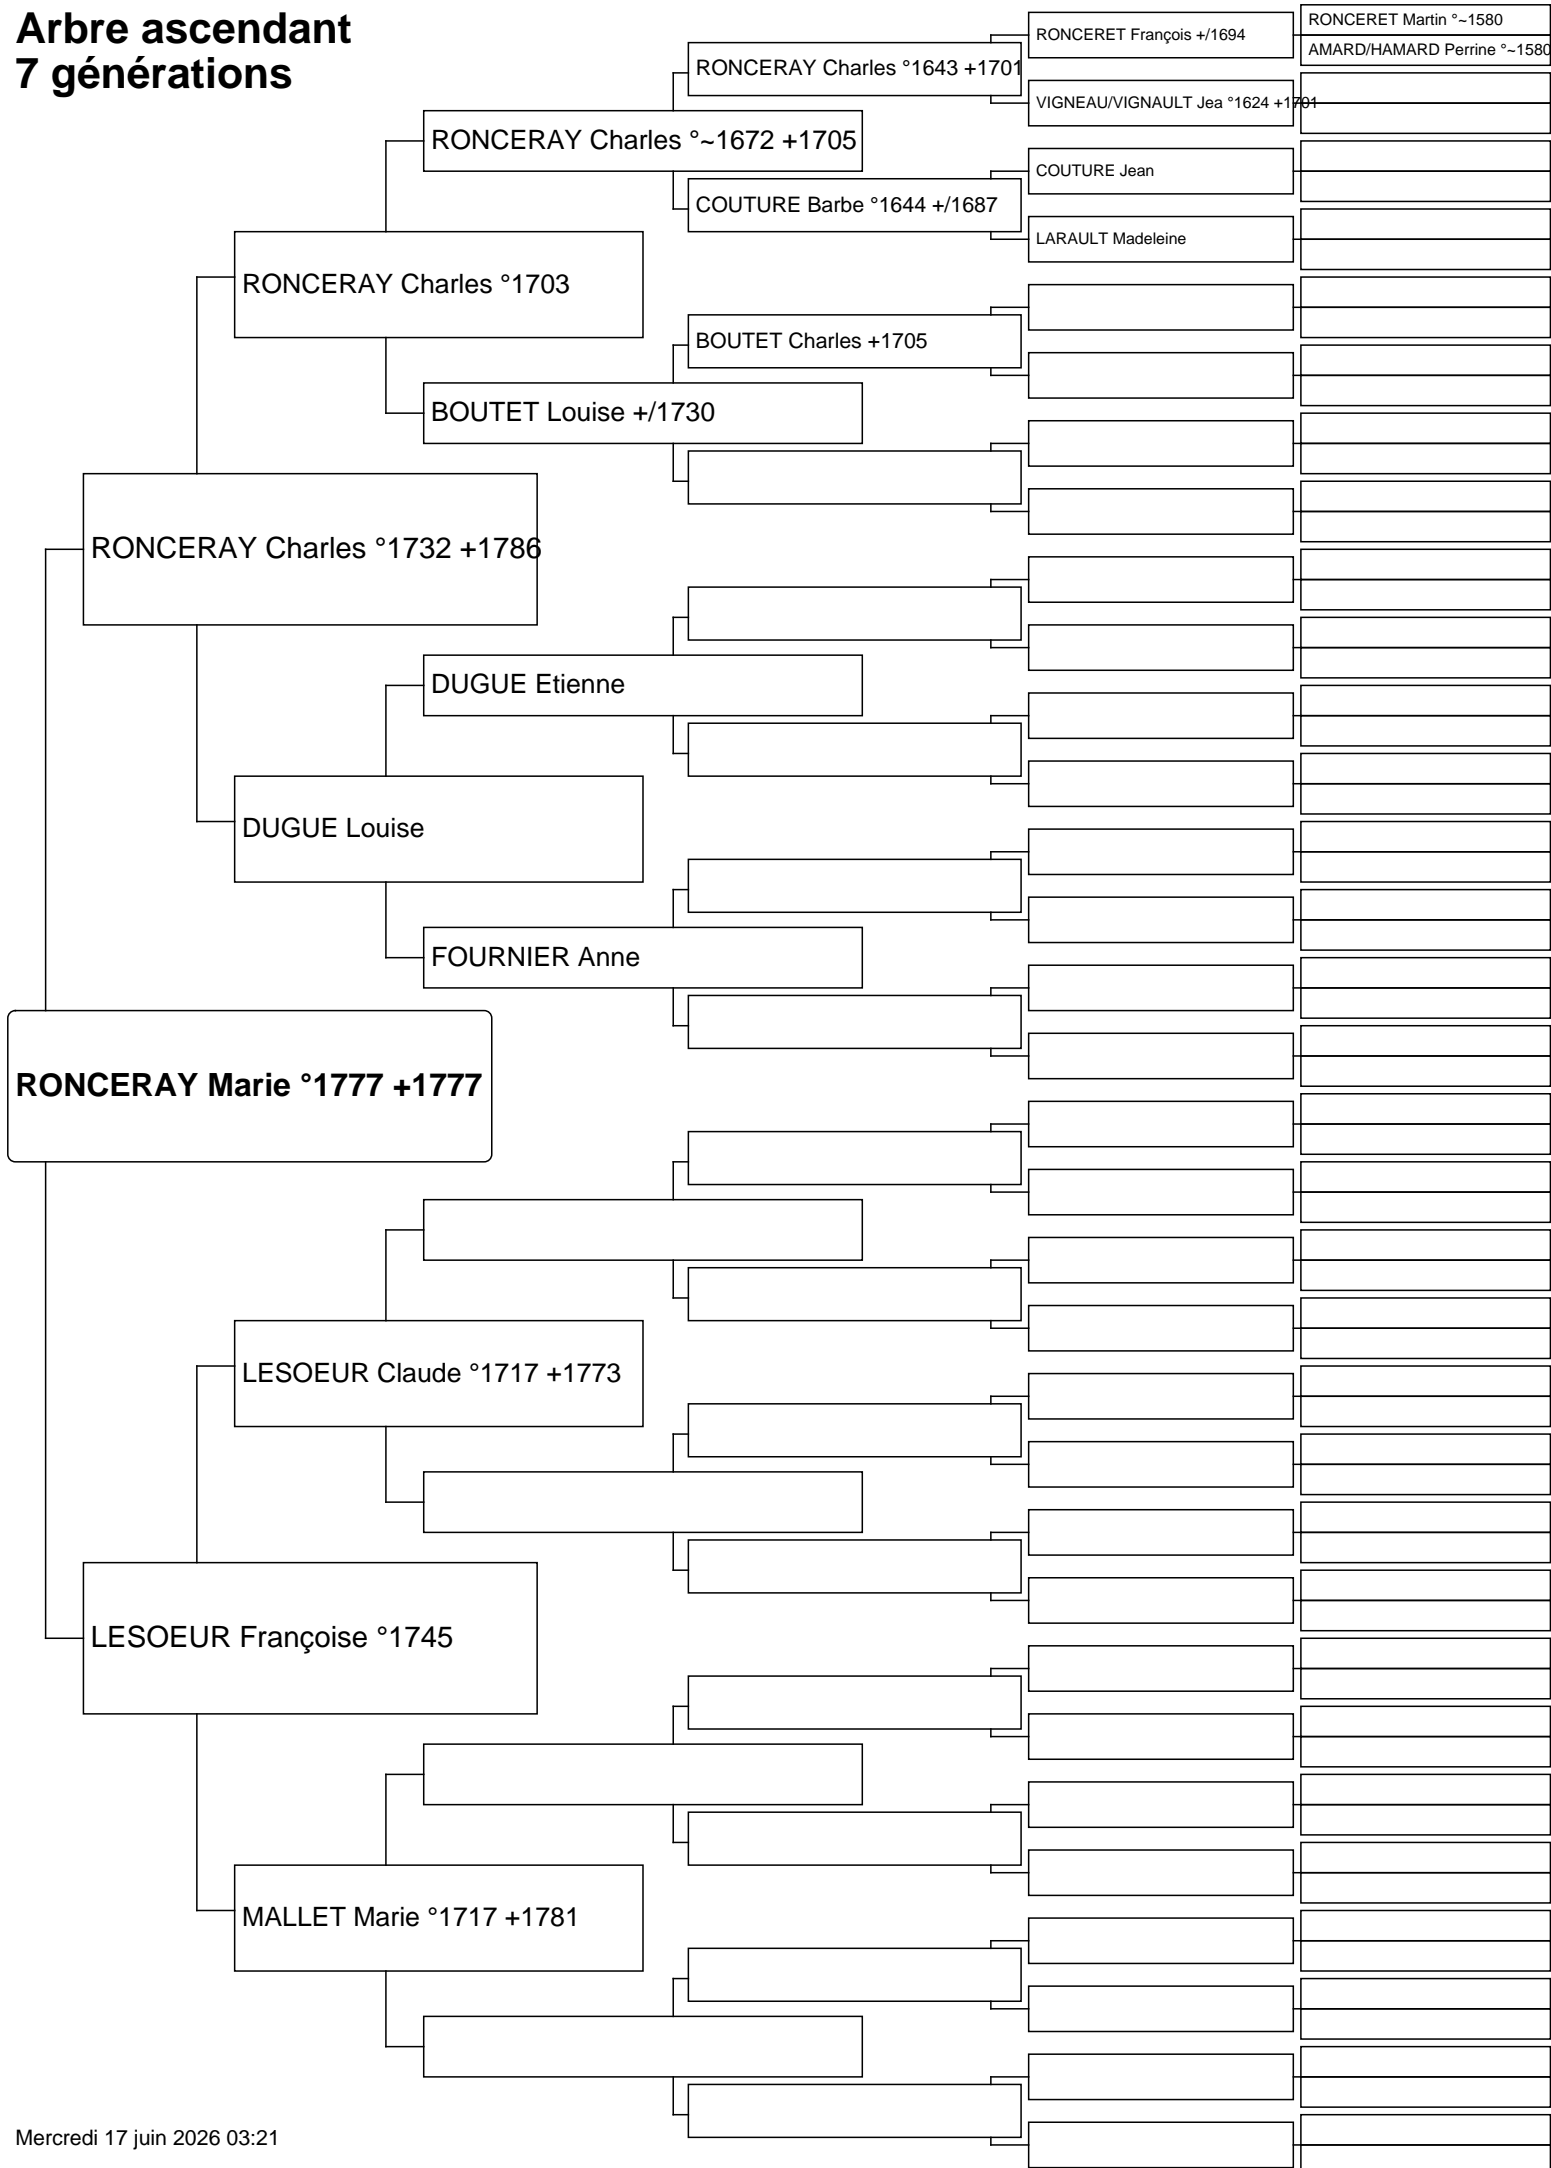 Arbre ascendant
7 générations
RONCERET Martin °~1580
RONCERET François +/1694
AMARD/HAMARD Perrine °~1580
RONCERAY Charles °1643 +1701
VIGNEAU/VIGNAULT Jea °1624 +1701
RONCERAY Charles °~1672 +1705
COUTURE Jean
COUTURE Barbe °1644 +/1687
LARAULT Madeleine
RONCERAY Charles °1703
BOUTET Charles +1705
BOUTET Louise +/1730
RONCERAY Charles °1732 +1786
DUGUE Etienne
DUGUE Louise
FOURNIER Anne
RONCERAY Marie °1777 +1777
LESOEUR Claude °1717 +1773
LESOEUR Françoise °1745
MALLET Marie °1717 +1781
Mercredi 17 juin 2026 03:21